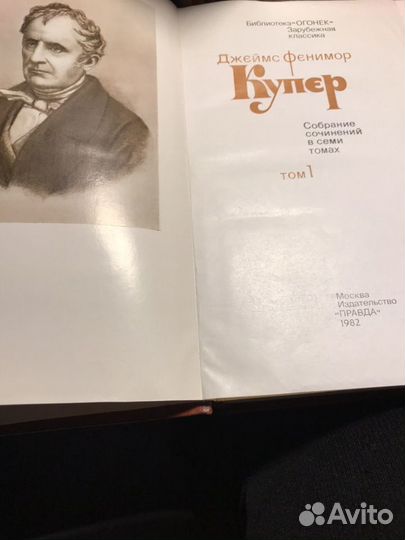 Библиотека «ОГОНЕК»
Зарубежная
классика
Джеймс Фенимор
Купер
Собрание
сочинений
в семи
томах
том 1
Москва
Издательство
«ПРАВДА»
1982
Avito